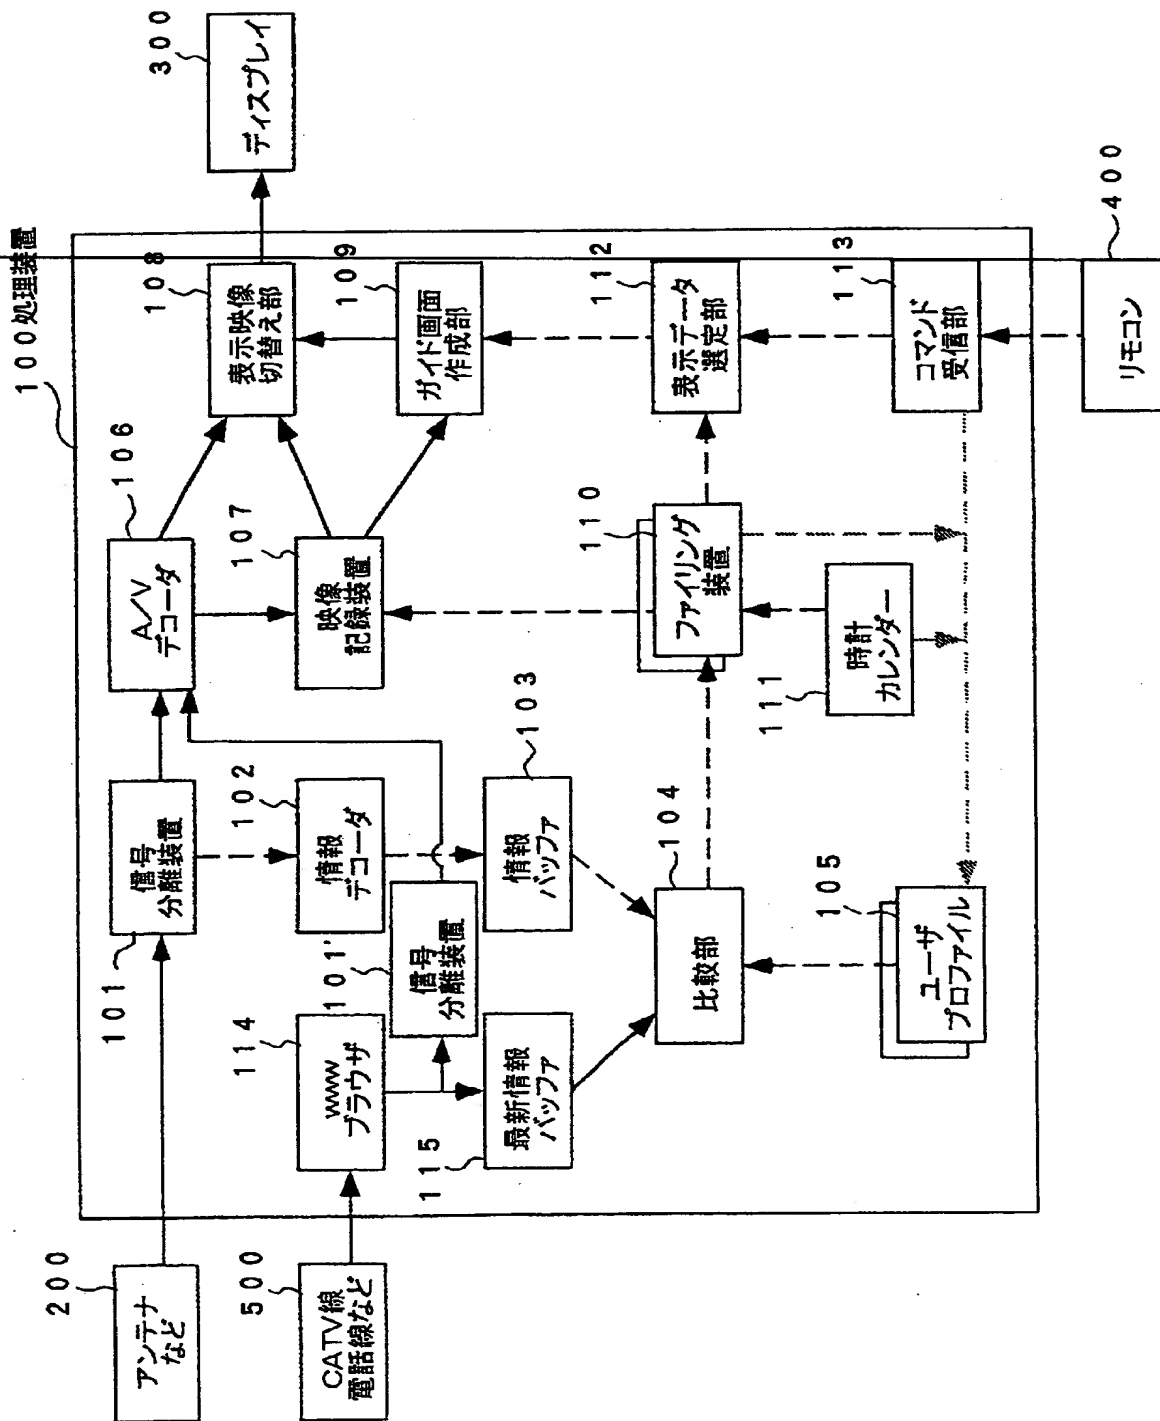 100処理装置
200
アンテナ
など
101
信号
分離装置
106
A/V
デコーダ
108
表示映像
切替え部
300
ディスプレイ
500
CATV線
電話線など
114
WWW
ブラウザ
102
情報
デコーダ
107
映像
記録装置
109
ガイド画面
作成部
101'
信号
分離装置
115
最新情報
バッファ
103
情報
バッファ
104
比較部
110
ファイリング
装置
112
表示データ
選定部
111
時計
カレンダー
105
ユーザ
プロファイル
113
コマンド
受信部
400
リモコン